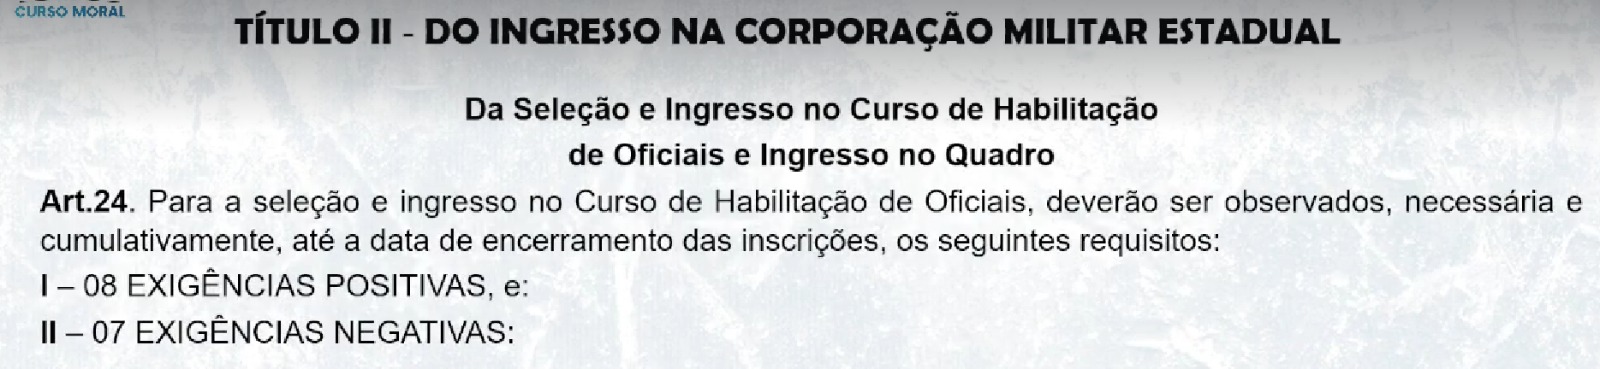 CURSO MORAL
TÍTULO II - DO INGRESSO NA CORPORAÇÃO MILITAR ESTADUAL
Da Seleção e Ingresso no Curso de Habilitação
de Oficiais e Ingresso no Quadro
Art.24. Para a seleção e ingresso no Curso de Habilitação de Oficiais, deverão ser observados, necessária e
cumulativamente, até a data de encerramento das inscrições, os seguintes requisitos:
I – 08 EXIGÊNCIAS POSITIVAS, e:
II – 07 EXIGÊNCIAS NEGATIVAS: